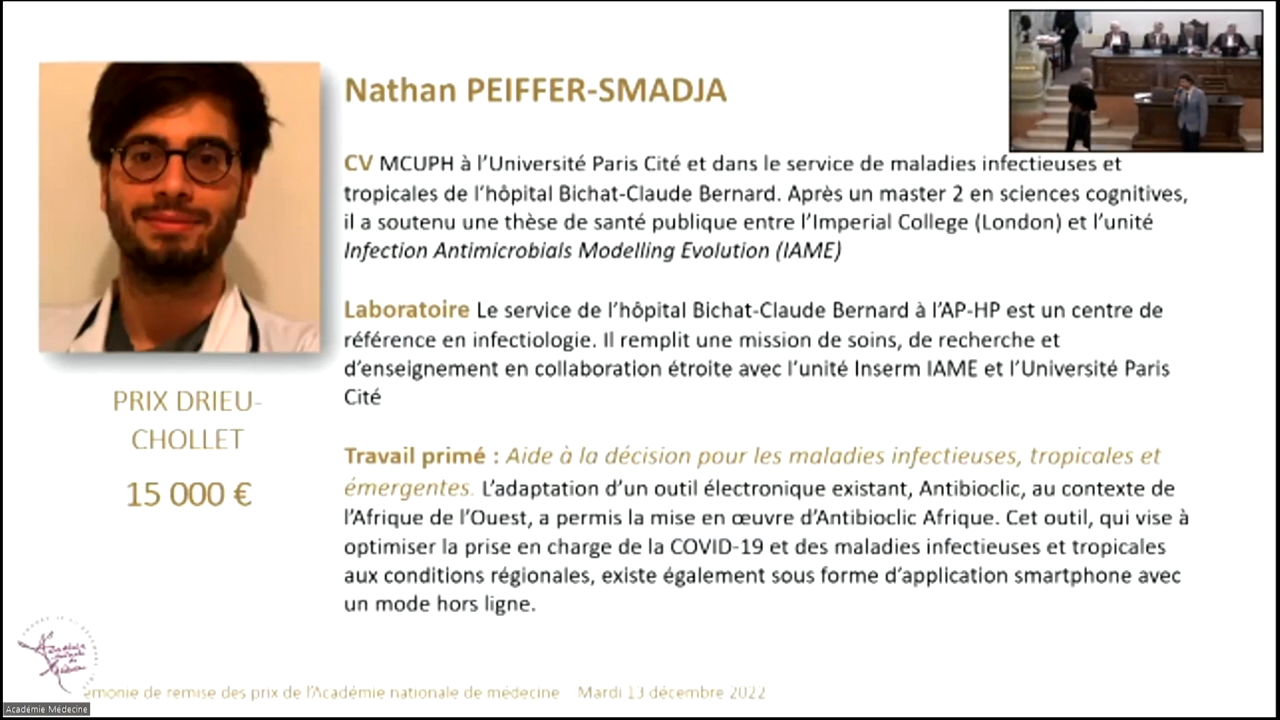 Nathan PEIFFER-SMADJA
CV MCUPH à l'Université Paris Cité et dans le service de maladies infectieuses et
tropicales de l'hôpital Bichat-Claude Bernard. Après un master 2 en sciences cognitives,
il a soutenu une thèse de santé publique entre l'Imperial College (London) et l'unité
Infection Antimicrobials Modelling Evolution (IAME)
Laboratoire Le service de l'hôpital Bichat-Claude Bernard à l'AP-HP est un centre de
référence en infectiologie. Il remplit une mission de soins, de recherche et
d'enseignement en collaboration étroite avec l'unité Inserm IAME et l'Université Paris
Cité
PRIX DRIEU-
CHOLLET
15 000 €
Travail primé : Aide à la décision pour les maladies infectieuses, tropicales et
émergentes. L'adaptation d'un outil électronique existant, Antibioclic, au contexte de
l'Afrique de l'Ouest, a permis la mise en œuvre d'Antibioclic Afrique. Cet outil, qui vise à
optimiser la prise en charge de la COVID-19 et des maladies infectieuses et tropicales
aux conditions régionales, existe également sous forme d'application smartphone avec
un mode hors ligne.
émonie de remise des prix de l'Académie nationale de médecine Mardi 13 décembre 2022
Académie Médecine